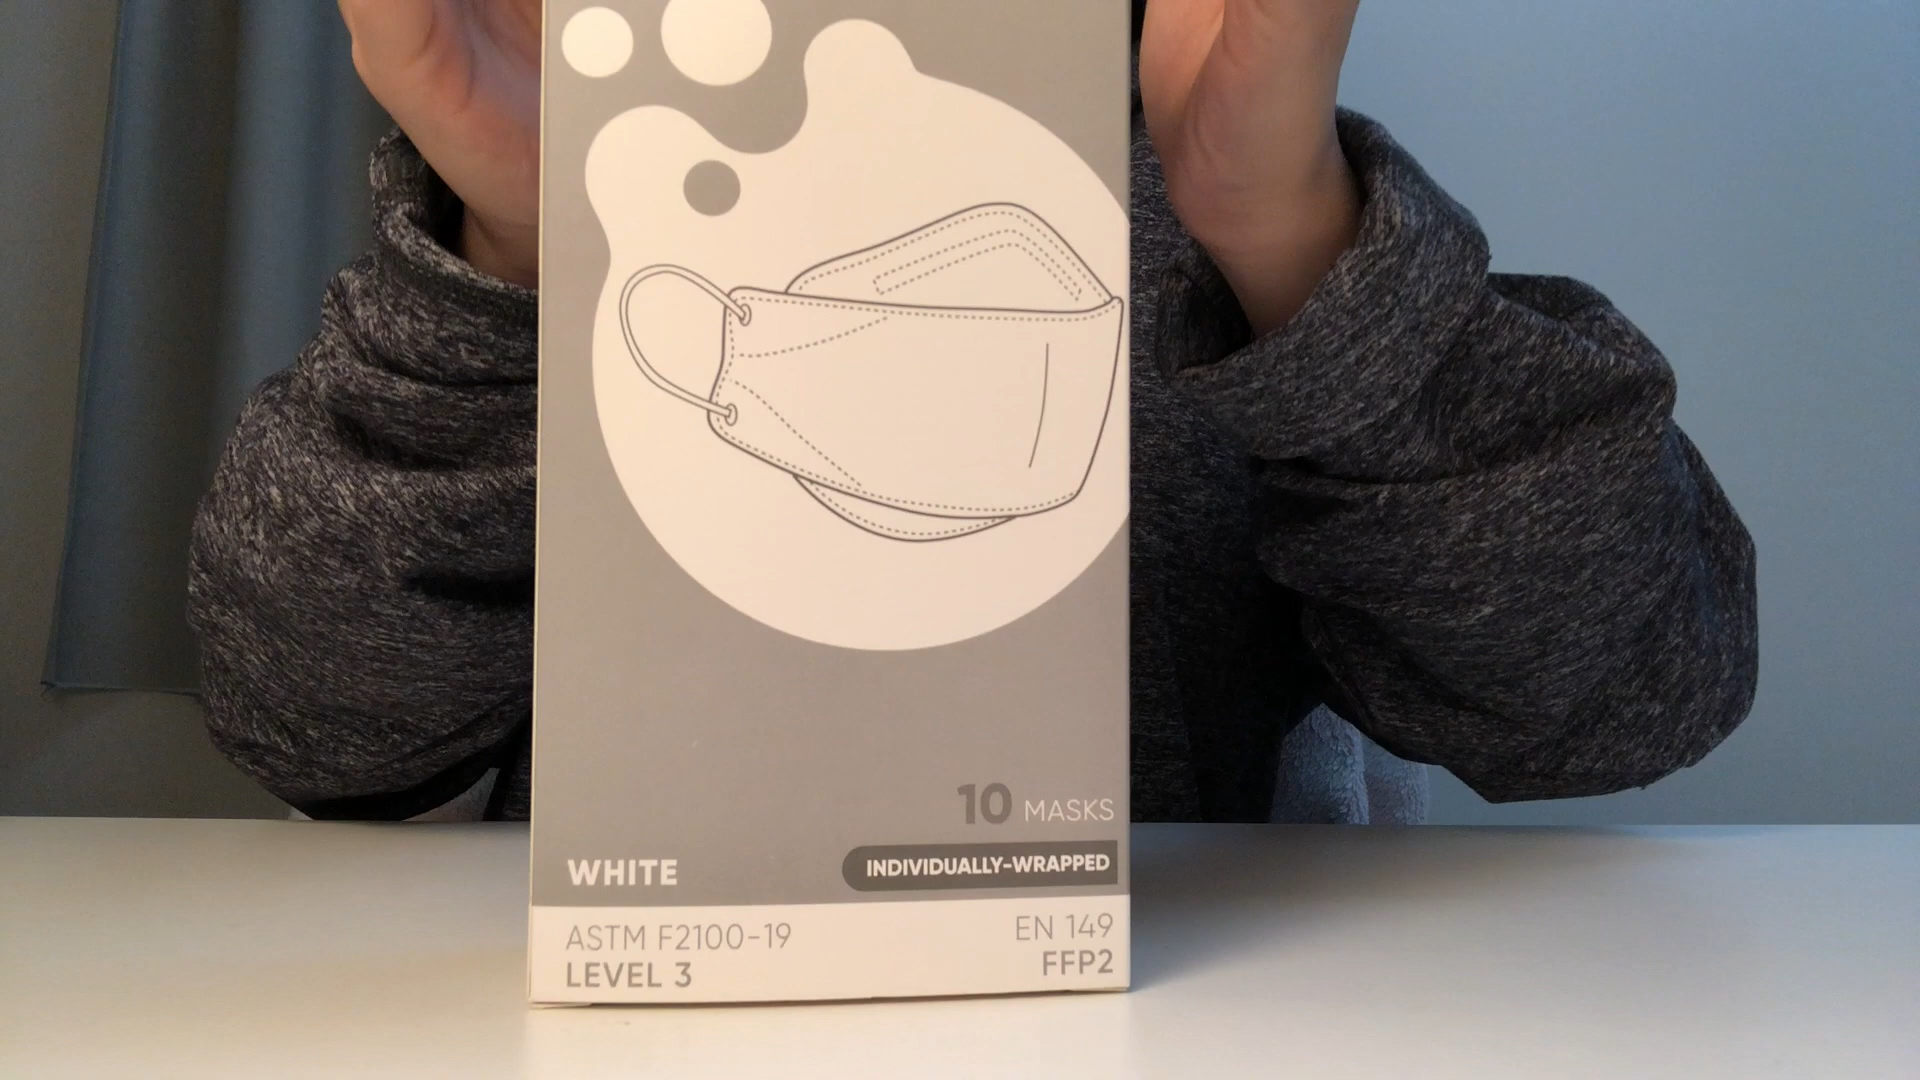 10 MASKS
WHITE
INDIVIDUALLY-WRAPPED
ASTM F2100-19
LEVEL 3
EN 149
FFP2